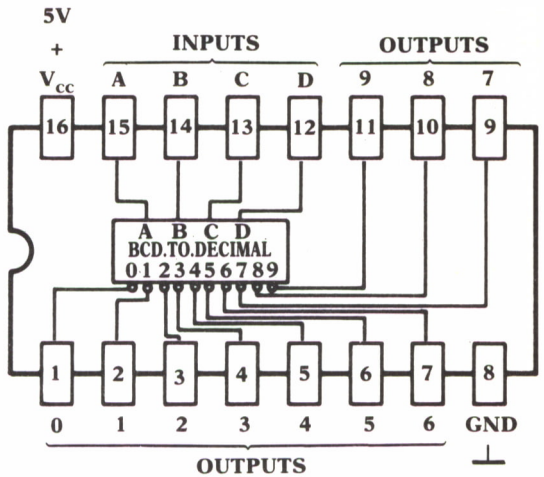 5V
+
INPUTS
OUTPUTS
Vcc A B C D 9 8 7
16 15 14 13 12 11 10 9
A B C D
BCD.TO.DECIMAL
0 1 2 3 4 5 6 7 8 9
1 2 3 4 5 6 7 8
0 1 2 3 4 5 6 GND
OUTPUTS